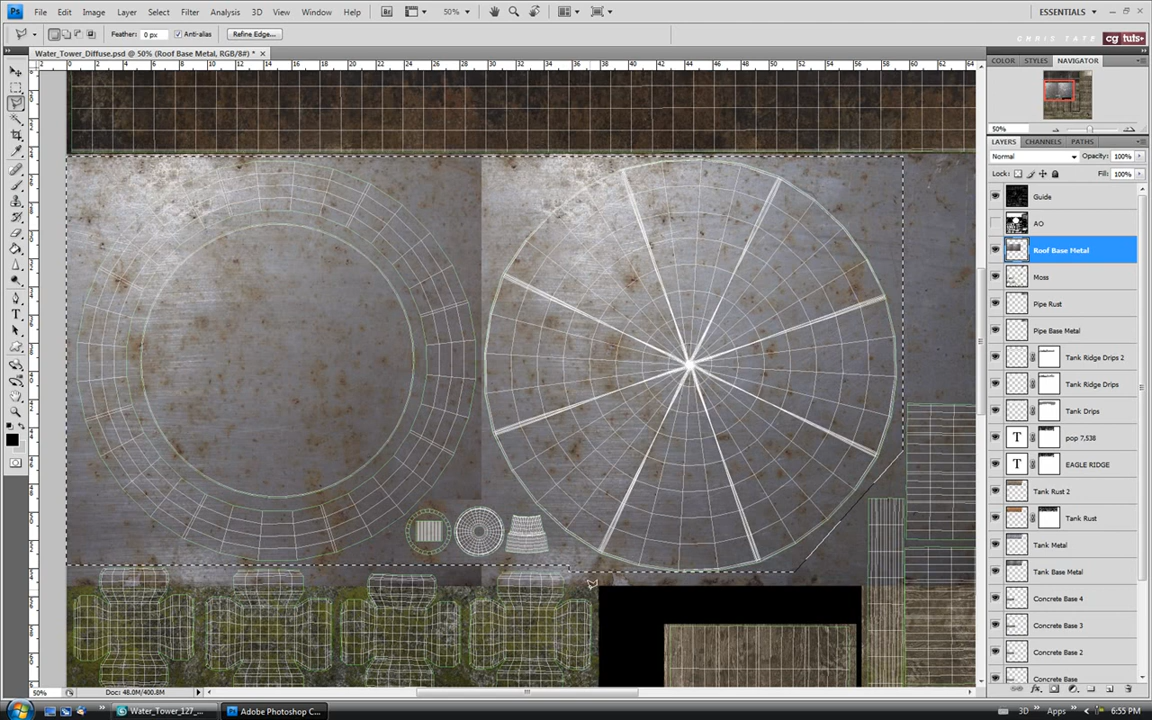 Ps File Edit Image Layer Select Filter Analysis 3D View Window Help Br 50% ESSENTIALS
Feather: 0 px Anti-alias Refine Edge... CHRIS TATE cg tuts+
Water_Tower_Diffuse.psd @ 50% (Roof Base Metal, RGB/8#) *
COLOR STYLES NAVIGATOR
50%
LAYERS CHANNELS PATHS
Normal Opacity: 100%
Lock: Fill: 100%
Guide
AO
Roof Base Metal
Moss
Pipe Rust
Pipe Base Metal
Tank Ridge Drips 2
Tank Ridge Drips
Tank Drips
T pop 7,538
T EAGLE RIDGE
Tank Rust 2
Tank Rust
Tank Metal
Tank Base Metal
Concrete Base 4
Concrete Base 3
Concrete Base 2
Concrete Base
50% Doc: 48.0M/400.8M
Water_Tower_127_... Adobe Photoshop C... 3D Apps 6:55 PM